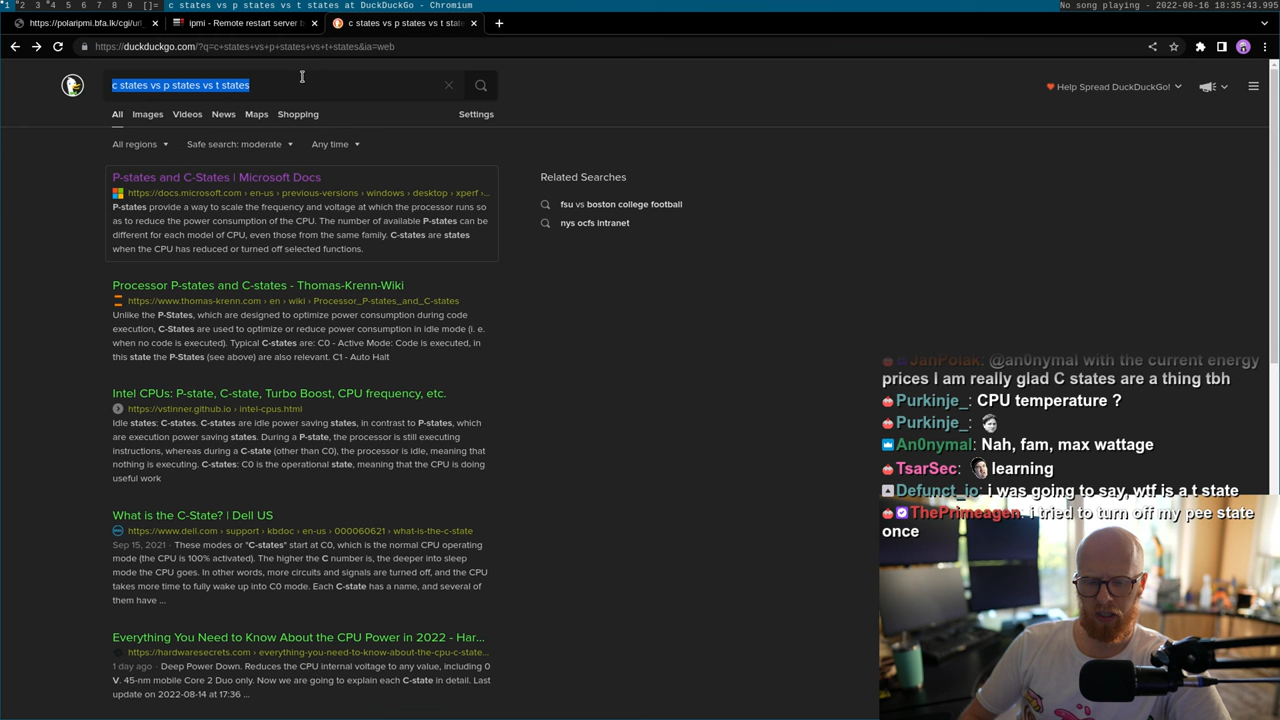 1 2 3 4 5 6 7 8 9 []= c states vs p states vs t states at DuckDuckGo - Chromium No song playing - 2022-08-16 18:35:43.995
https://polaripmi.bfa.lk/cgi/url_ ipmi - Remote restart server ... c states vs p states vs t state
https://duckduckgo.com/?q=c+states+vs+p+states+vs+t+states&ia=web
c states vs p states vs t states
Help Spread DuckDuckGo!
All Images Videos News Maps Shopping Settings
All regions Safe search: moderate Any time
P-states and C-States | Microsoft Docs
https://docs.microsoft.com › en-us › previous-versions › windows › desktop › xperf ›...
P-states provide a way to scale the frequency and voltage at which the processor runs so
as to reduce the power consumption of the CPU. The number of available P-states can be
different for each model of CPU, even those from the same family. C-states are states
when the CPU has reduced or turned off selected functions.
Related Searches
fsu vs boston college football
nys ocfs intranet
Processor P-states and C-states - Thomas-Krenn-Wiki
https://www.thomas-krenn.com › en › wiki › Processor_P-states_and_C-states
Unlike the P-States, which are designed to optimize power consumption during code
execution, C-States are used to optimize or reduce power consumption in idle mode (i. e.
when no code is executed). Typical C-states are: C0 - Active Mode: Code is executed, in
this state the P-States (see above) are also relevant. C1 - Auto Halt
Intel CPUs: P-state, C-state, Turbo Boost, CPU frequency, etc.
https://vstinner.github.io › intel-cpus.html
Idle states: C-states. C-states are idle power saving states, in contrast to P-states, which
are execution power saving states. During a P-state, the processor is still executing
instructions, whereas during a C-state (other than C0), the processor is idle, meaning that
nothing is executing. C-states: C0 is the operational state, meaning that the CPU is doing
useful work
What is the C-State? | Dell US
https://www.dell.com › support › kbdoc › en-us › 000060621 › what-is-the-c-state
Sep 15, 2021 · These modes or "C-states" start at C0, which is the normal CPU operating
mode (the CPU is 100% activated). The higher the C number is, the deeper into sleep
mode the CPU goes. In other words, more circuits and signals are turned off, and the CPU
takes more time to fully wake up into C0 mode. Each C-state has a name, and several of
them have ...
Everything You Need to Know About the CPU Power in 2022 - Har...
https://hardwaresecrets.com › everything-you-need-to-know-about-the-cpu-c-state...
1 day ago · Deep Power Down. Reduces the CPU internal voltage to any value, including 0
V. 45-nm mobile Core 2 Duo only. Now we are going to explain each C-state in detail. Last
update on 2022-08-14 at 17:36 ...
JanPolak: @an0nymal with the current energy
prices I am really glad C states are a thing tbh
Purkinje_: CPU temperature ?
Purkinje_:
An0nymal: Nah, fam, max wattage
TsarSec: learning
Defunct_io: i was going to say, wtf is a t state
ThePrimeagen: i tried to turn off my pee state
once